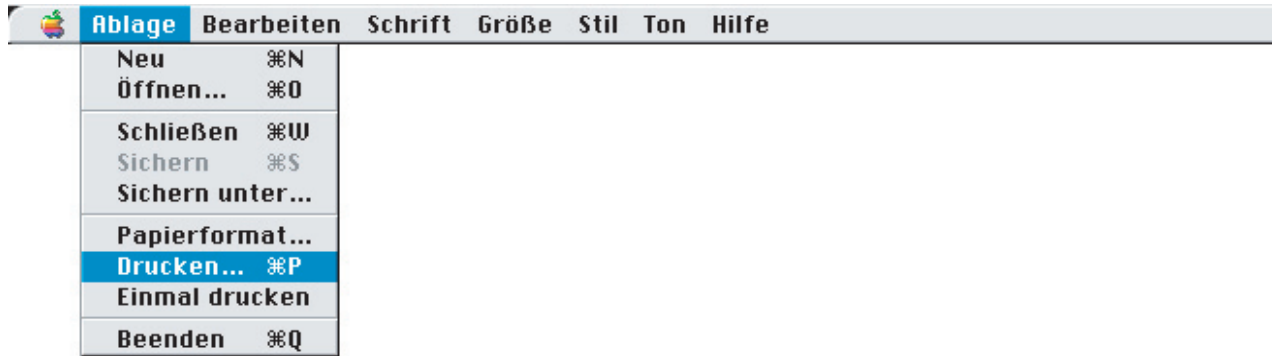 Ablage Bearbeiten Schrift Größe Stil Ton Hilfe
Neu ⌘N
Öffnen... ⌘O
Schließen ⌘W
Sichern ⌘S
Sichern unter...
Papierformat...
Drucken... ⌘P
Einmal drucken
Beenden ⌘Q